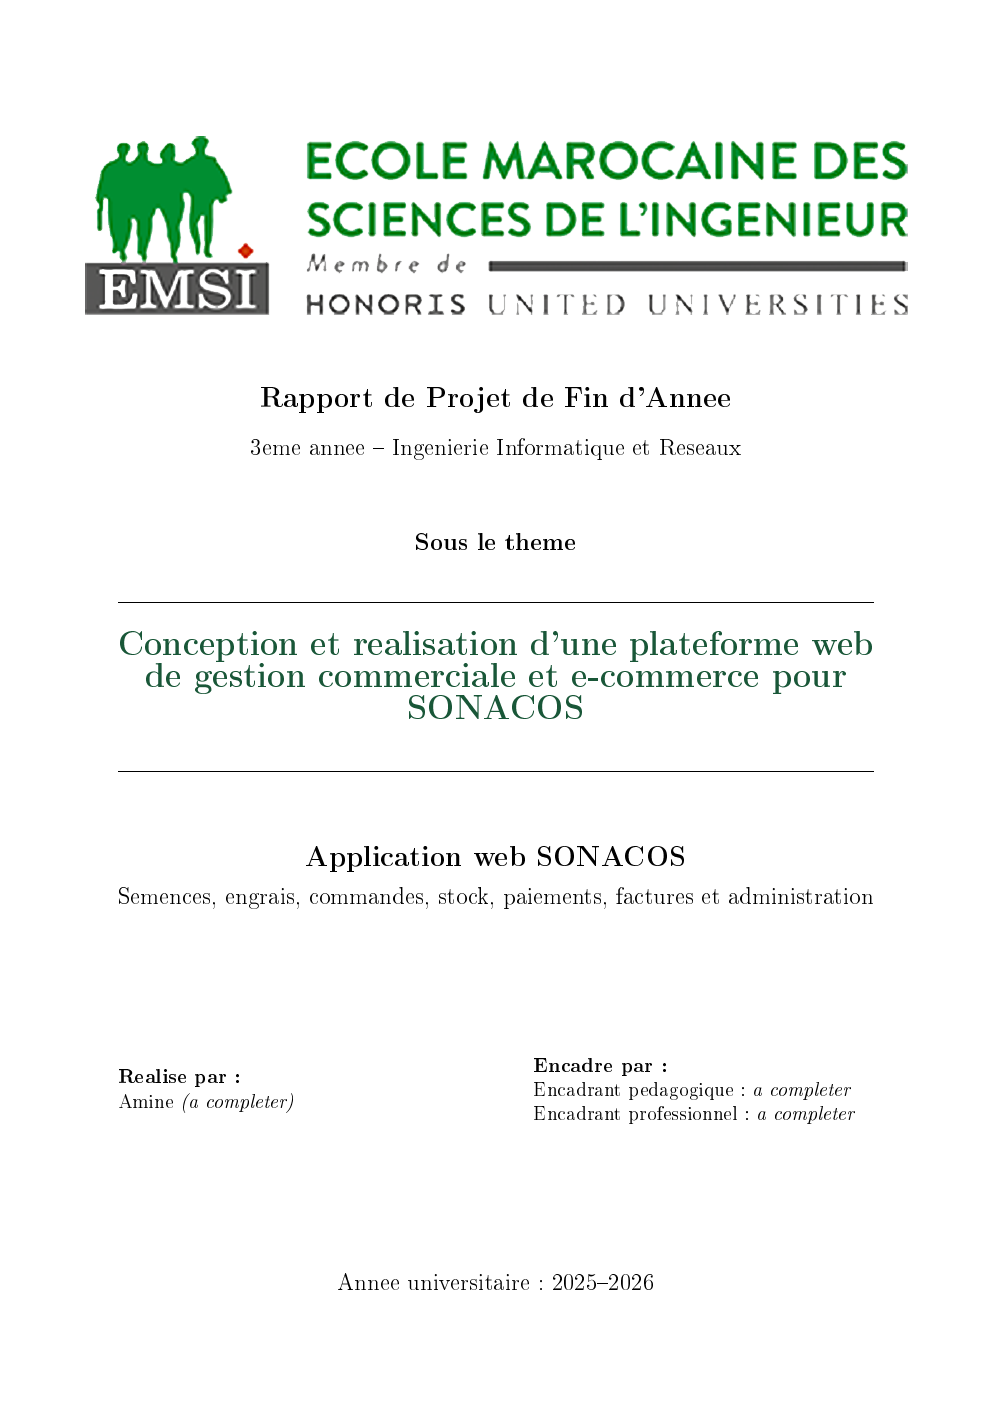 ECOLE MAROCAINE DES
SCIENCES DE L'INGENIEUR
Membre de
EMSI
HONORIS UNITED UNIVERSITIES
Rapport de Projet de Fin d'Annee
3eme annee – Ingenierie Informatique et Reseaux
Sous le theme
Conception et realisation d'une plateforme web
de gestion commerciale et e-commerce pour
SONACOS
Application web SONACOS
Semences, engrais, commandes, stock, paiements, factures et administration
Realise par :
Amine (a completer)
Encadre par :
Encadrant pedagogique : a completer
Encadrant professionnel : a completer
Annee universitaire : 2025–2026